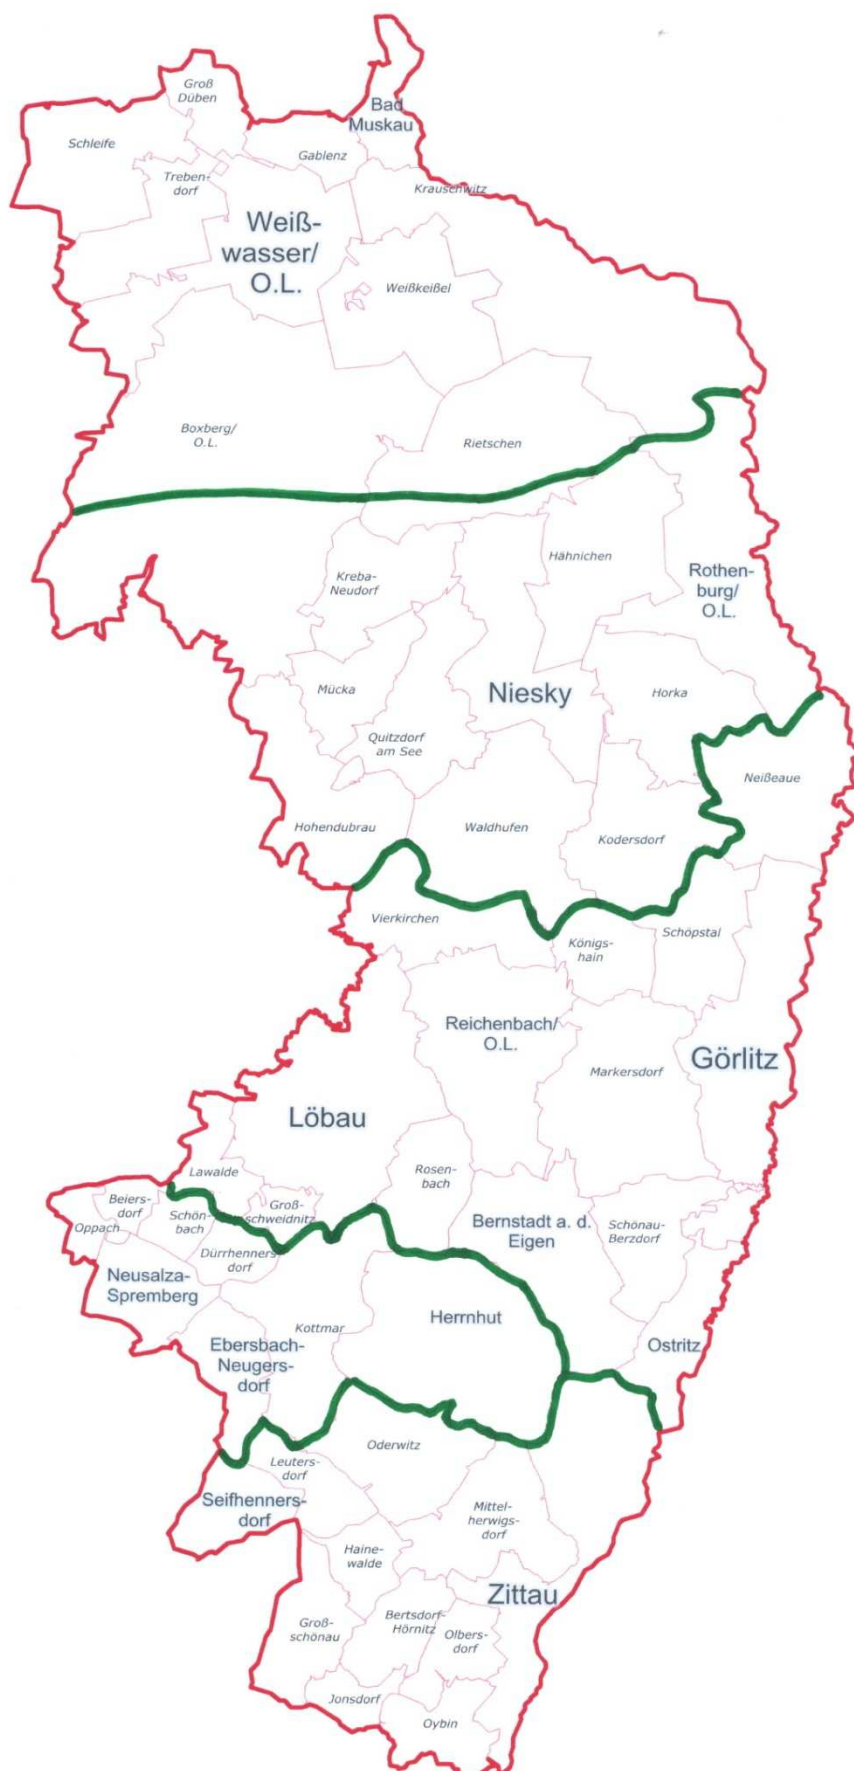 Groß
Düben
Bad
Muskau
Schleife
Gablenz
Treben-
dorf
Krauschwitz
Weiß-
wasser/
O.L.
Weißkeißel
Boxberg/
O.L.
Rietschen
Hähnichen
Kreba-
Neudorf
Rothen-
burg/
O.L.
Mücka
Niesky
Horka
Quitzdorf
am See
Neißeaue
Hohendubrau
Waldhufen
Kodersdorf
Vierkirchen
Königs-
hain
Schöpstal
Reichenbach/
O.L.
Görlitz
Markersdorf
Löbau
Lawalde
Rosen-
bach
Beiers-
dorf
Oppach
Schön-
bach
Groß-
schweidnitz
Dürrhenners-
dorf
Bernstadt a. d.
Eigen
Schönau-
Berzdorf
Neusalza-
Spremberg
Kottmar
Herrnhut
Ebersbach-
Neugers-
dorf
Ostritz
Oderwitz
Leuters-
dorf
Seifhenners-
dorf
Mittel-
herwigs-
dorf
Haine-
walde
Zittau
Groß-
schönau
Bertsdorf-
Hörnitz
Olbers-
dorf
Jonsdorf
Oybin